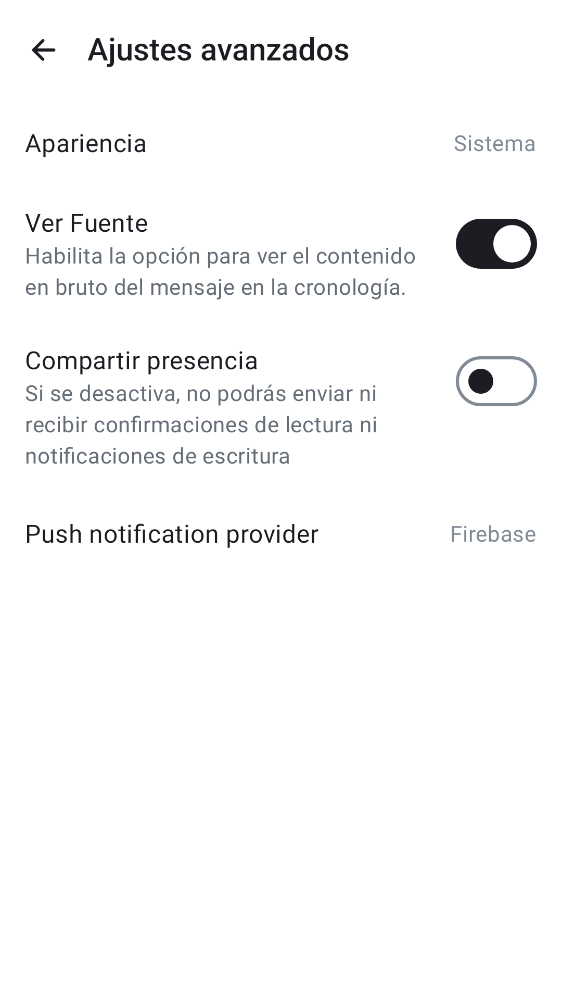 Ajustes avanzados
Apariencia
Sistema
Ver Fuente
Habilita la opción para ver el contenido
en bruto del mensaje en la cronología.
Compartir presencia
Si se desactiva, no podrás enviar ni
recibir confirmaciones de lectura ni
notificaciones de escritura
Push notification provider
Firebase